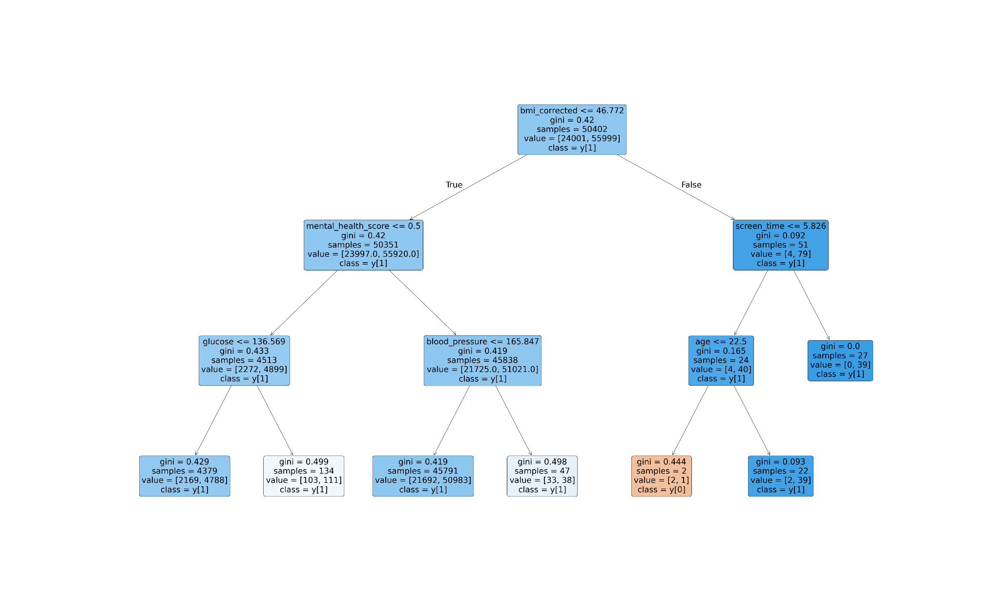 bmi_corrected <= 46.772
gini = 0.42
samples = 50402
value = [24001, 55999]
class = y[1]
True
False
mental_health_score <= 0.5
gini = 0.42
samples = 50351
value = [23997.0, 55920.0]
class = y[1]
screen_time <= 5.826
gini = 0.092
samples = 51
value = [4, 79]
class = y[1]
glucose <= 136.569
gini = 0.433
samples = 4513
value = [2272, 4899]
class = y[1]
blood_pressure <= 165.847
gini = 0.419
samples = 45838
value = [21725.0, 51021.0]
class = y[1]
age <= 22.5
gini = 0.165
samples = 24
value = [4, 40]
class = y[1]
gini = 0.0
samples = 27
value = [0, 39]
class = y[1]
gini = 0.429
samples = 4379
value = [2169, 4788]
class = y[1]
gini = 0.499
samples = 134
value = [103, 111]
class = y[1]
gini = 0.419
samples = 45791
value = [21692, 50983]
class = y[1]
gini = 0.498
samples = 47
value = [33, 38]
class = y[1]
gini = 0.444
samples = 2
value = [2, 1]
class = y[0]
gini = 0.093
samples = 22
value = [2, 39]
class = y[1]